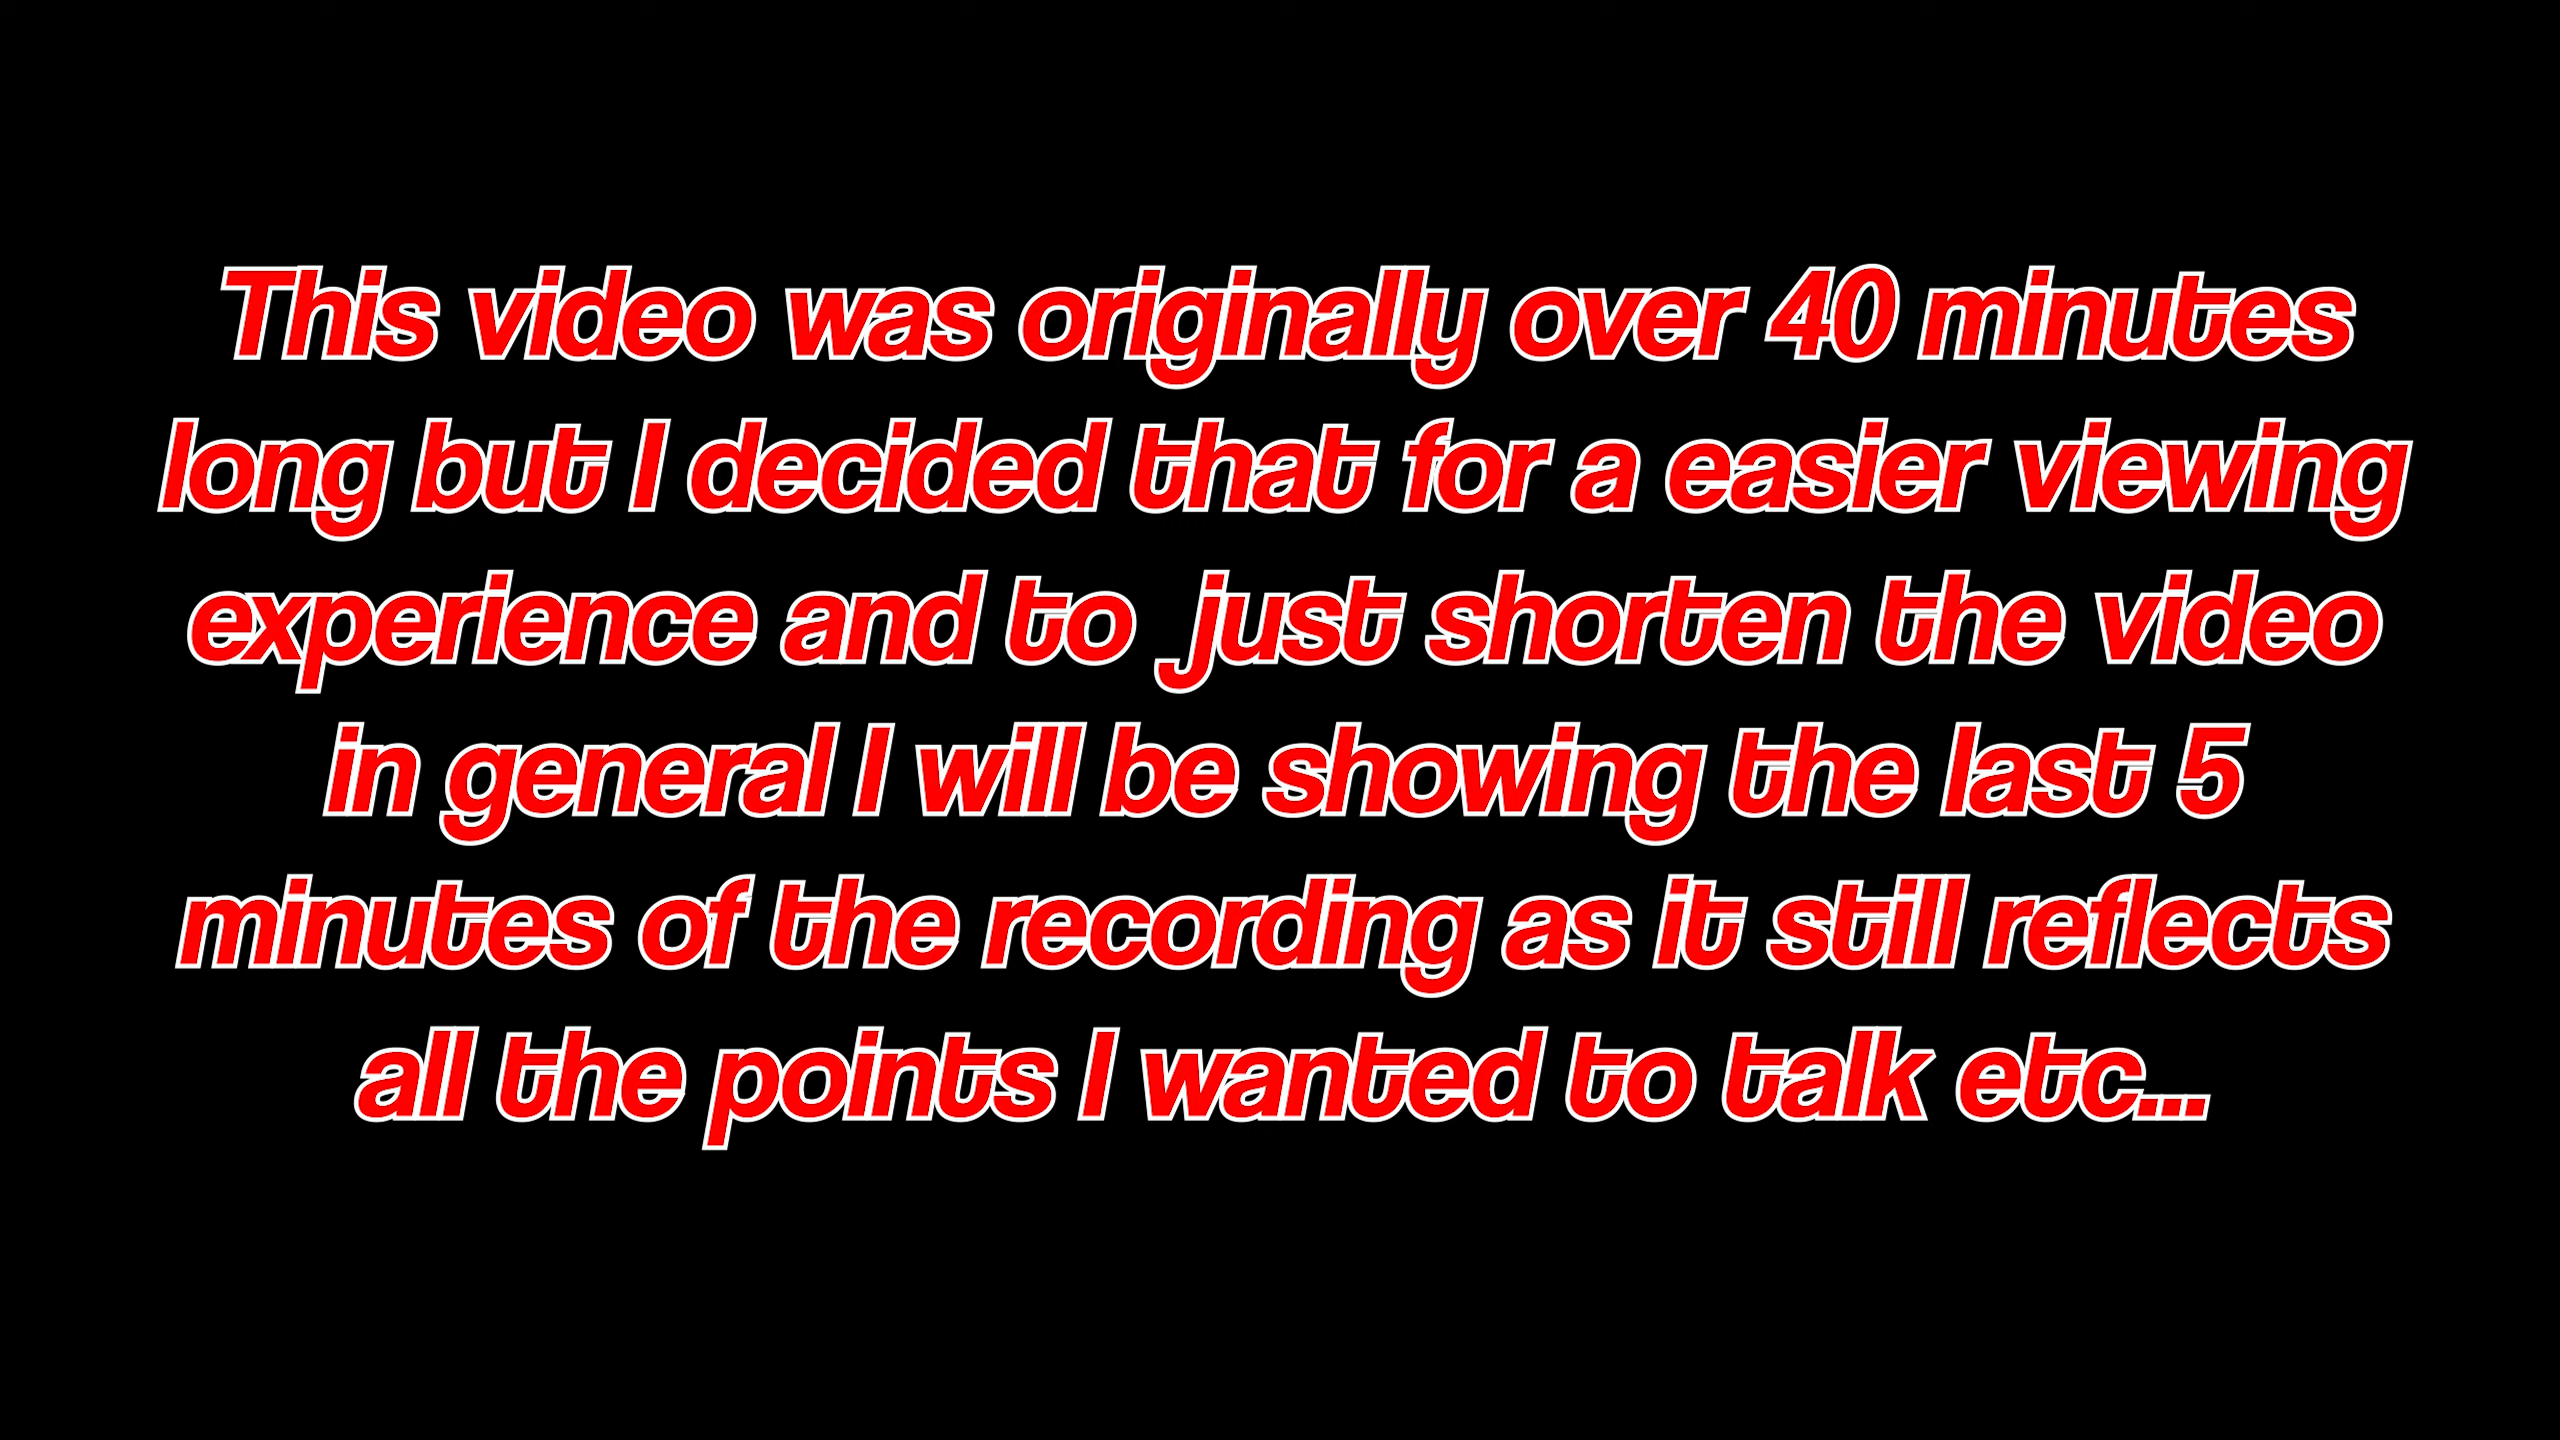 This video was originally over 40 minutes
long but I decided that for a easier viewing
experience and to  just shorten the video
in general I will be showing the last 5
minutes of the recording as it still reflects
all the points I wanted to talk etc...